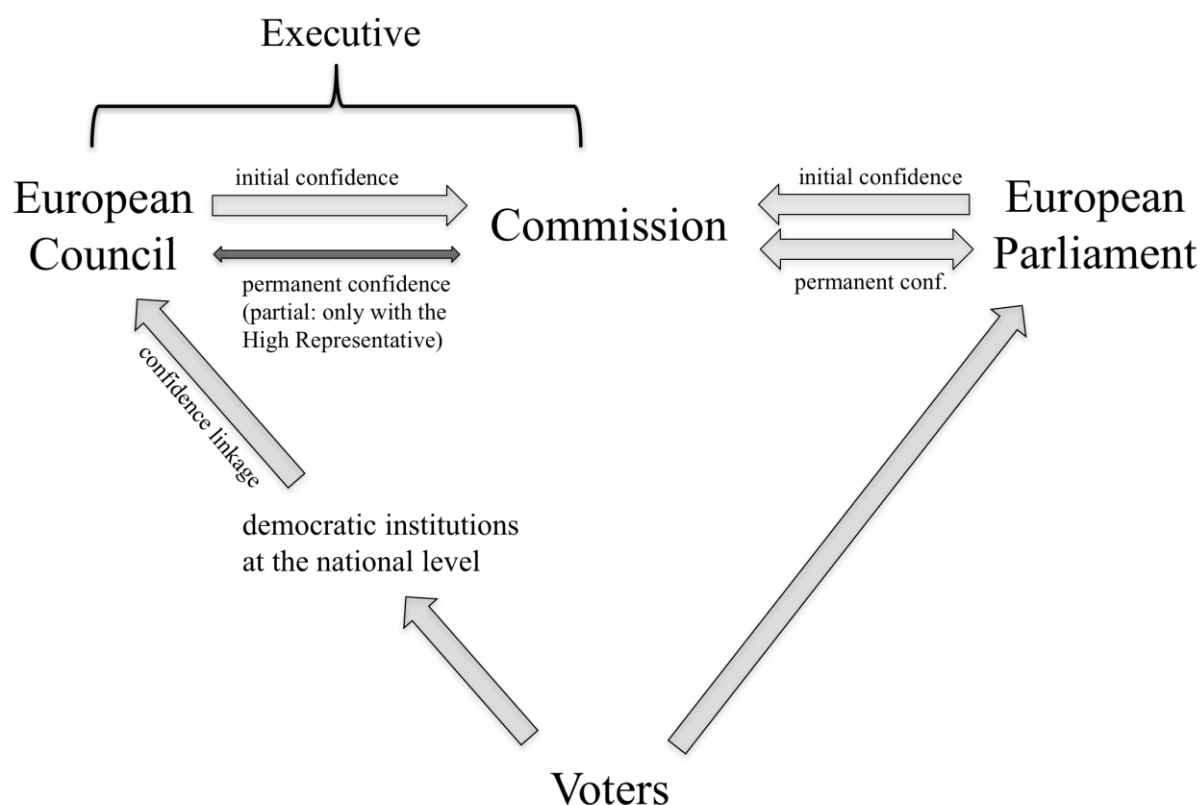 Executive
European
Council
initial confidence
permanent confidence
(partial: only with the
High Representative)
Commission
initial confidence
permanent conf.
European
Parliament
confidence linkage
democratic institutions
at the national level
Voters